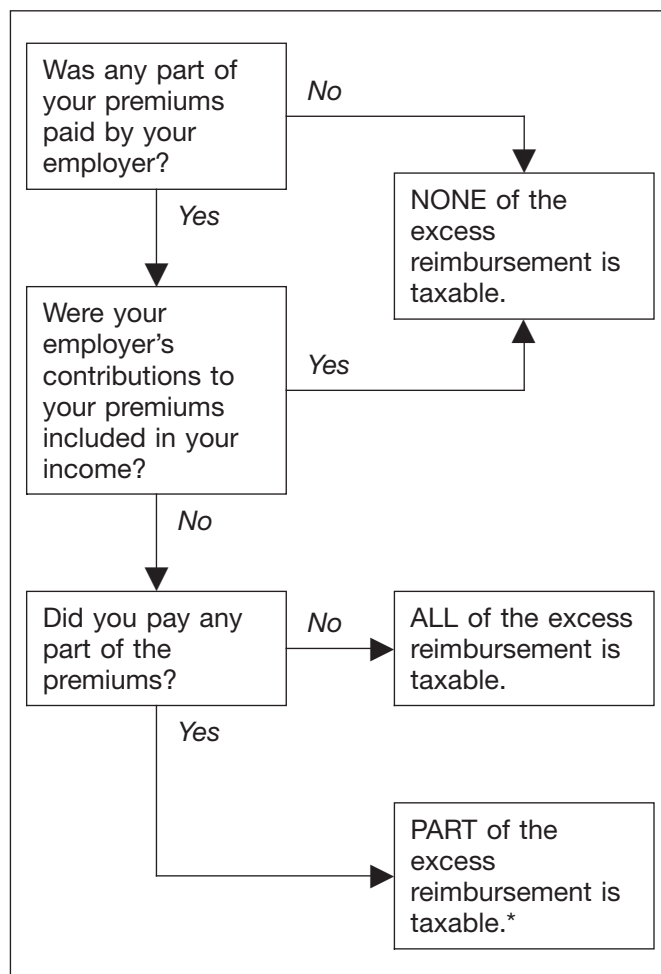 Was any part of
your premiums
paid by your
employer?
No
Yes
NONE of the
excess
reimbursement is
taxable.
Were your
employer’s
contributions to
your premiums
included in your
income?
Yes
No
Did you pay any
part of the
premiums?
No
ALL of the excess
reimbursement is
taxable.
Yes
PART of the
excess
reimbursement is
taxable.*